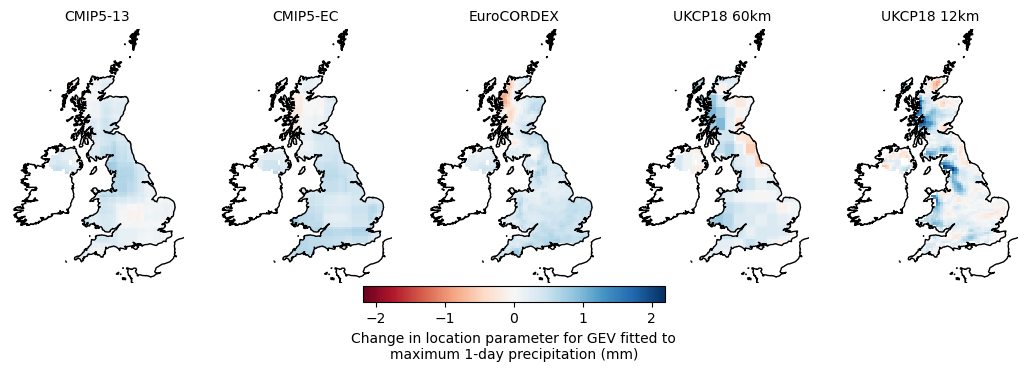 CMIP5-13 CMIP5-EC EuroCORDEX UKCP18 60km UKCP18 12km
−2 −1 0 1 2
Change in location parameter for GEV fitted to
maximum 1-day precipitation (mm)